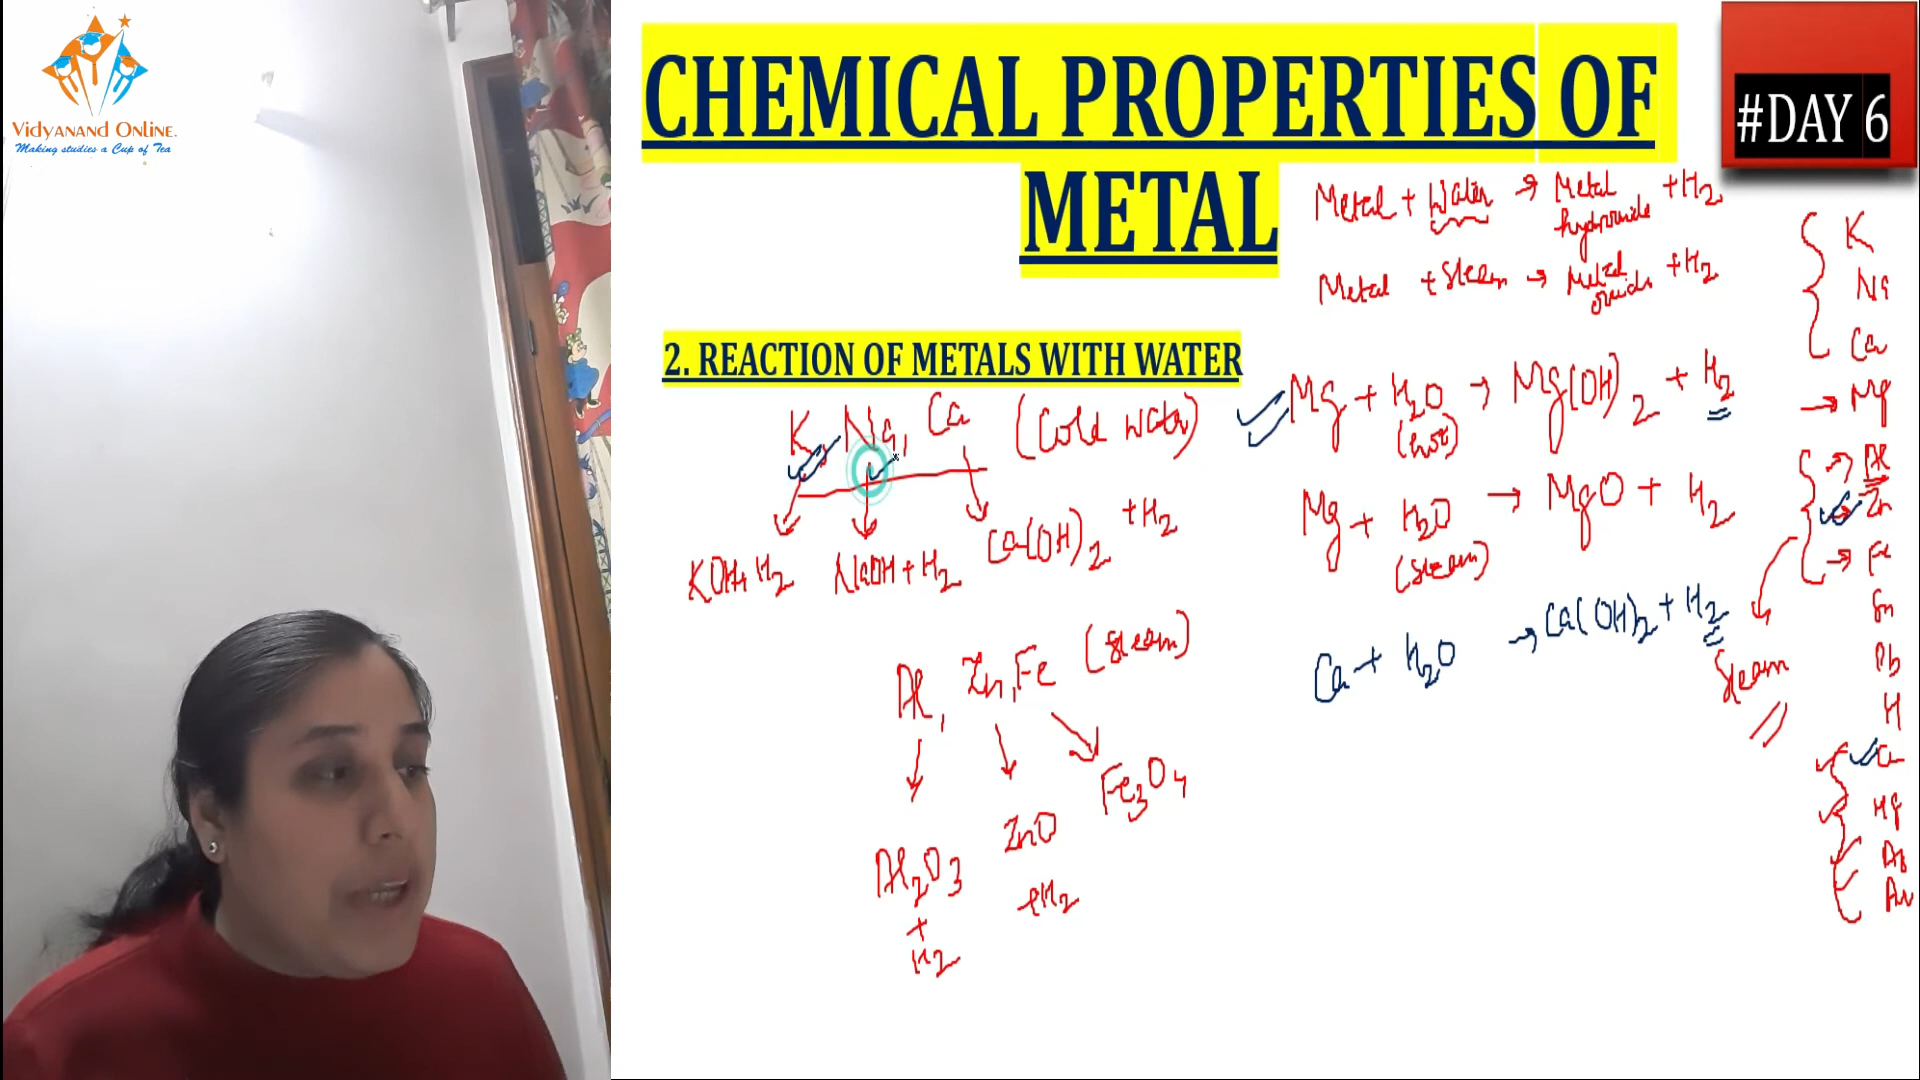 Vidyanand Online.
Making studies a Cup of Tea
CHEMICAL PROPERTIES OF
METAL
#DAY 6
Metal + Water → Metal hydroxide + H2
Metal + Steam → Metal oxide + H2
2. REACTION OF METALS WITH WATER
K, Na, Ca (Cold Water)
KOH + H2
NaOH + H2
Ca(OH)2 + H2
Al, Zn, Fe (Steam)
Al2O3
+
H2
ZnO
+H2
Fe3O4
Mg + H2O → Mg(OH)2 + H2
(hot)
Mg + H2O → MgO + H2
(steam)
Ca + H2O → Ca(OH)2 + H2
Steam
K
Na
Ca
→ Mg
→ Al
→ Zn
→ Fe
Sn
Pb
H
Cu
Hg
Ag
Au